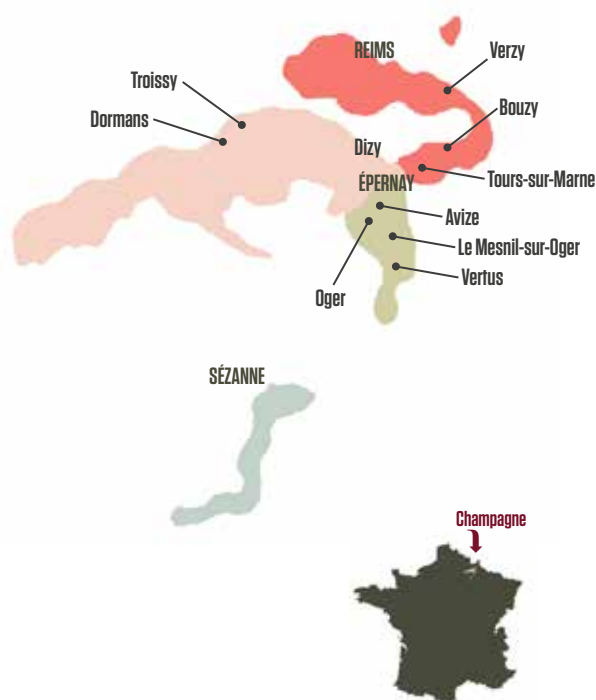 REIMS
Verzy
Troissy
Bouzy
Dormans
Dizy
Tours-sur-Marne
ÉPERNAY
Avize
Le Mesnil-sur-Oger
Vertus
Oger
SÉZANNE
Champagne